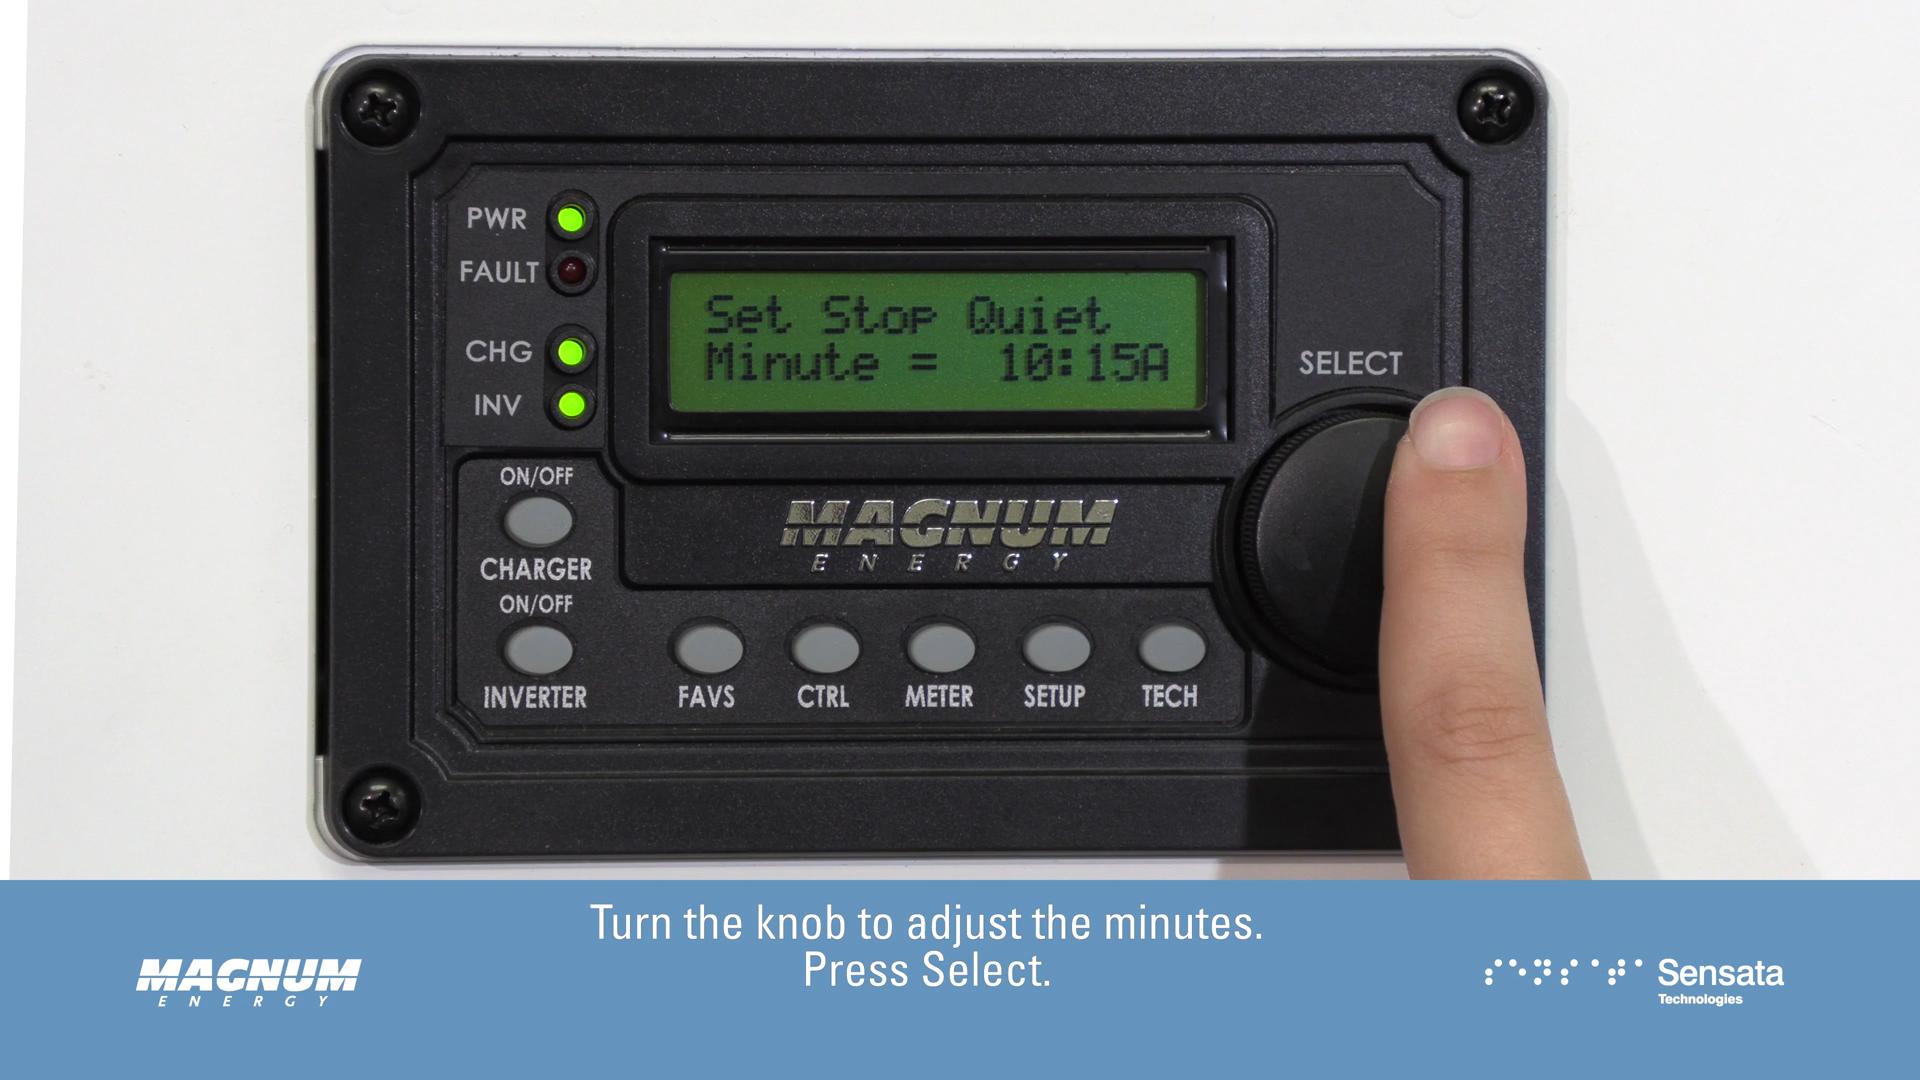 PWR
FAULT
CHG
INV
Set Stop Quiet
Minute = 10:15A
SELECT
ON/OFF
CHARGER
ON/OFF
INVERTER
MAGNUM
ENERGY
FAVS
CTRL
METER
SETUP
TECH
Turn the knob to adjust the minutes.
Press Select.
MAGNUM
ENERGY
Sensata
Technologies